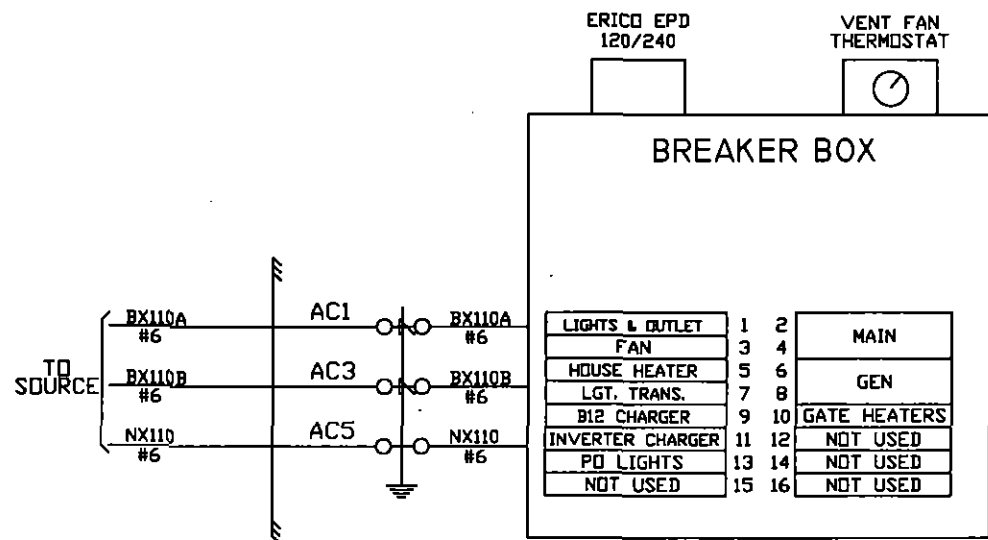 ERICO EPD
120/240
VENT FAN
THERMOSTAT
BREAKER BOX
TO
SOURCE
BX110A
#6
AC1
BX110A
#6
BX110B
#6
AC3
BX110B
#6
NX110
#6
AC5
NX110
#6
LIGHTS & OUTLET 1 2 MAIN
FAN 3 4
HOUSE HEATER 5 6 GEN
LGT. TRANS. 7 8
B12 CHARGER 9 10 GATE HEATERS
INVERTER CHARGER 11 12 NOT USED
PO LIGHTS 13 14 NOT USED
NOT USED 15 16 NOT USED